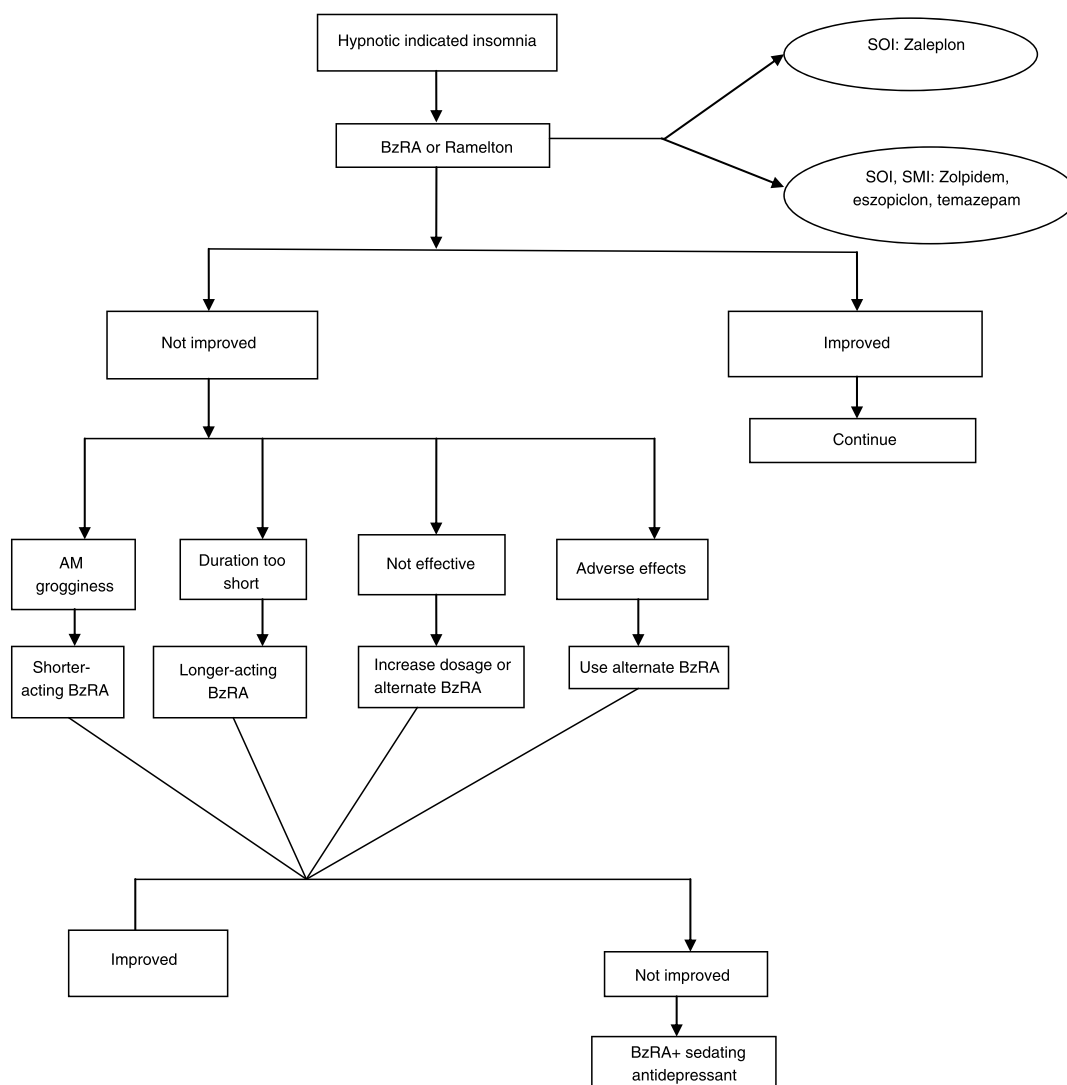 Hypnotic indicated insomnia
SOI: Zaleplon
BzRA or Ramelton
SOI, SMI: Zolpidem,
eszopiclon, temazepam
Not improved
Improved
Continue
AM
grogginess
Duration too
short
Not effective
Adverse effects
Shorter-
acting BzRA
Longer-acting
BzRA
Increase dosage or
alternate BzRA
Use alternate BzRA
Improved
Not improved
BzRA+ sedating
antidepressant